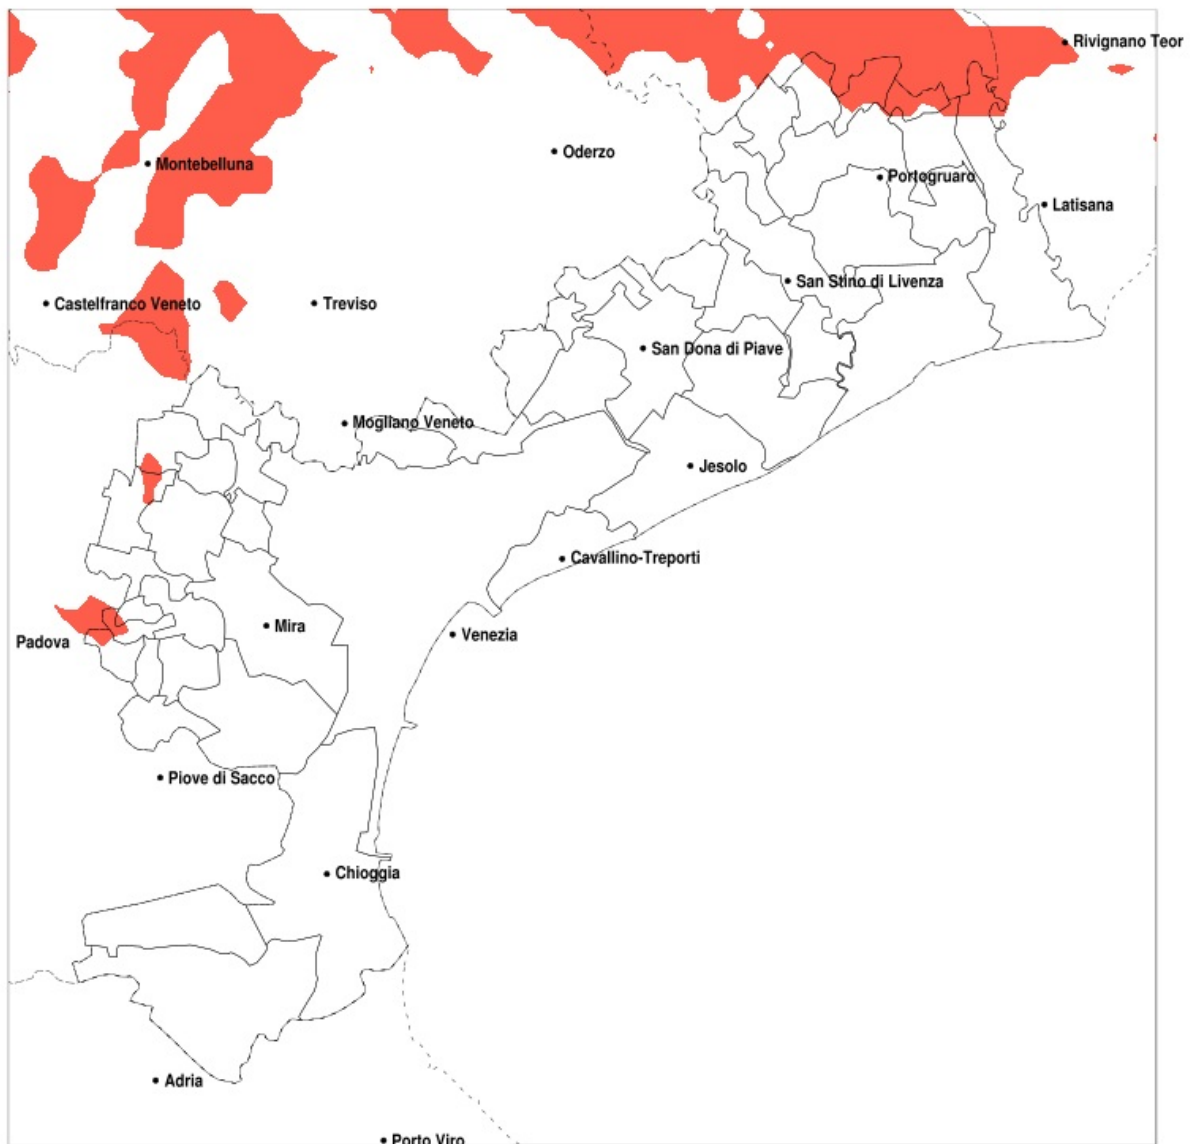 Rivignano Teor
Oderzo
Montebelluna
Portogruaro
Latisana
San Stino di Livenza
Castelfranco Veneto
Treviso
San Dona di Piave
Mogliano Veneto
Jesolo
Cavallino-Treporti
Mira
Venezia
Padova
Piove di Sacco
Chioggia
Adria
Porto Viro